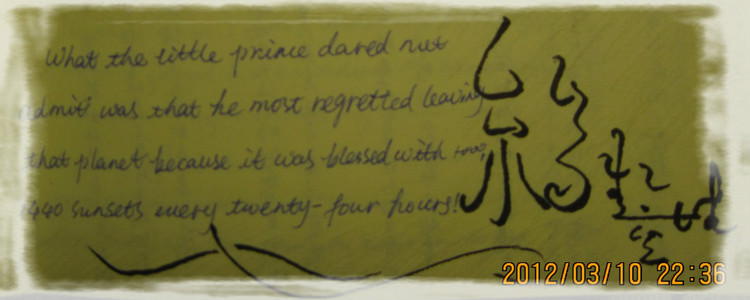 What the little prince dared not
admit was that he most regretted leaving
that planet because it was blessed with
1440 sunsets every twenty-four hours!
2012/03/10 22:36